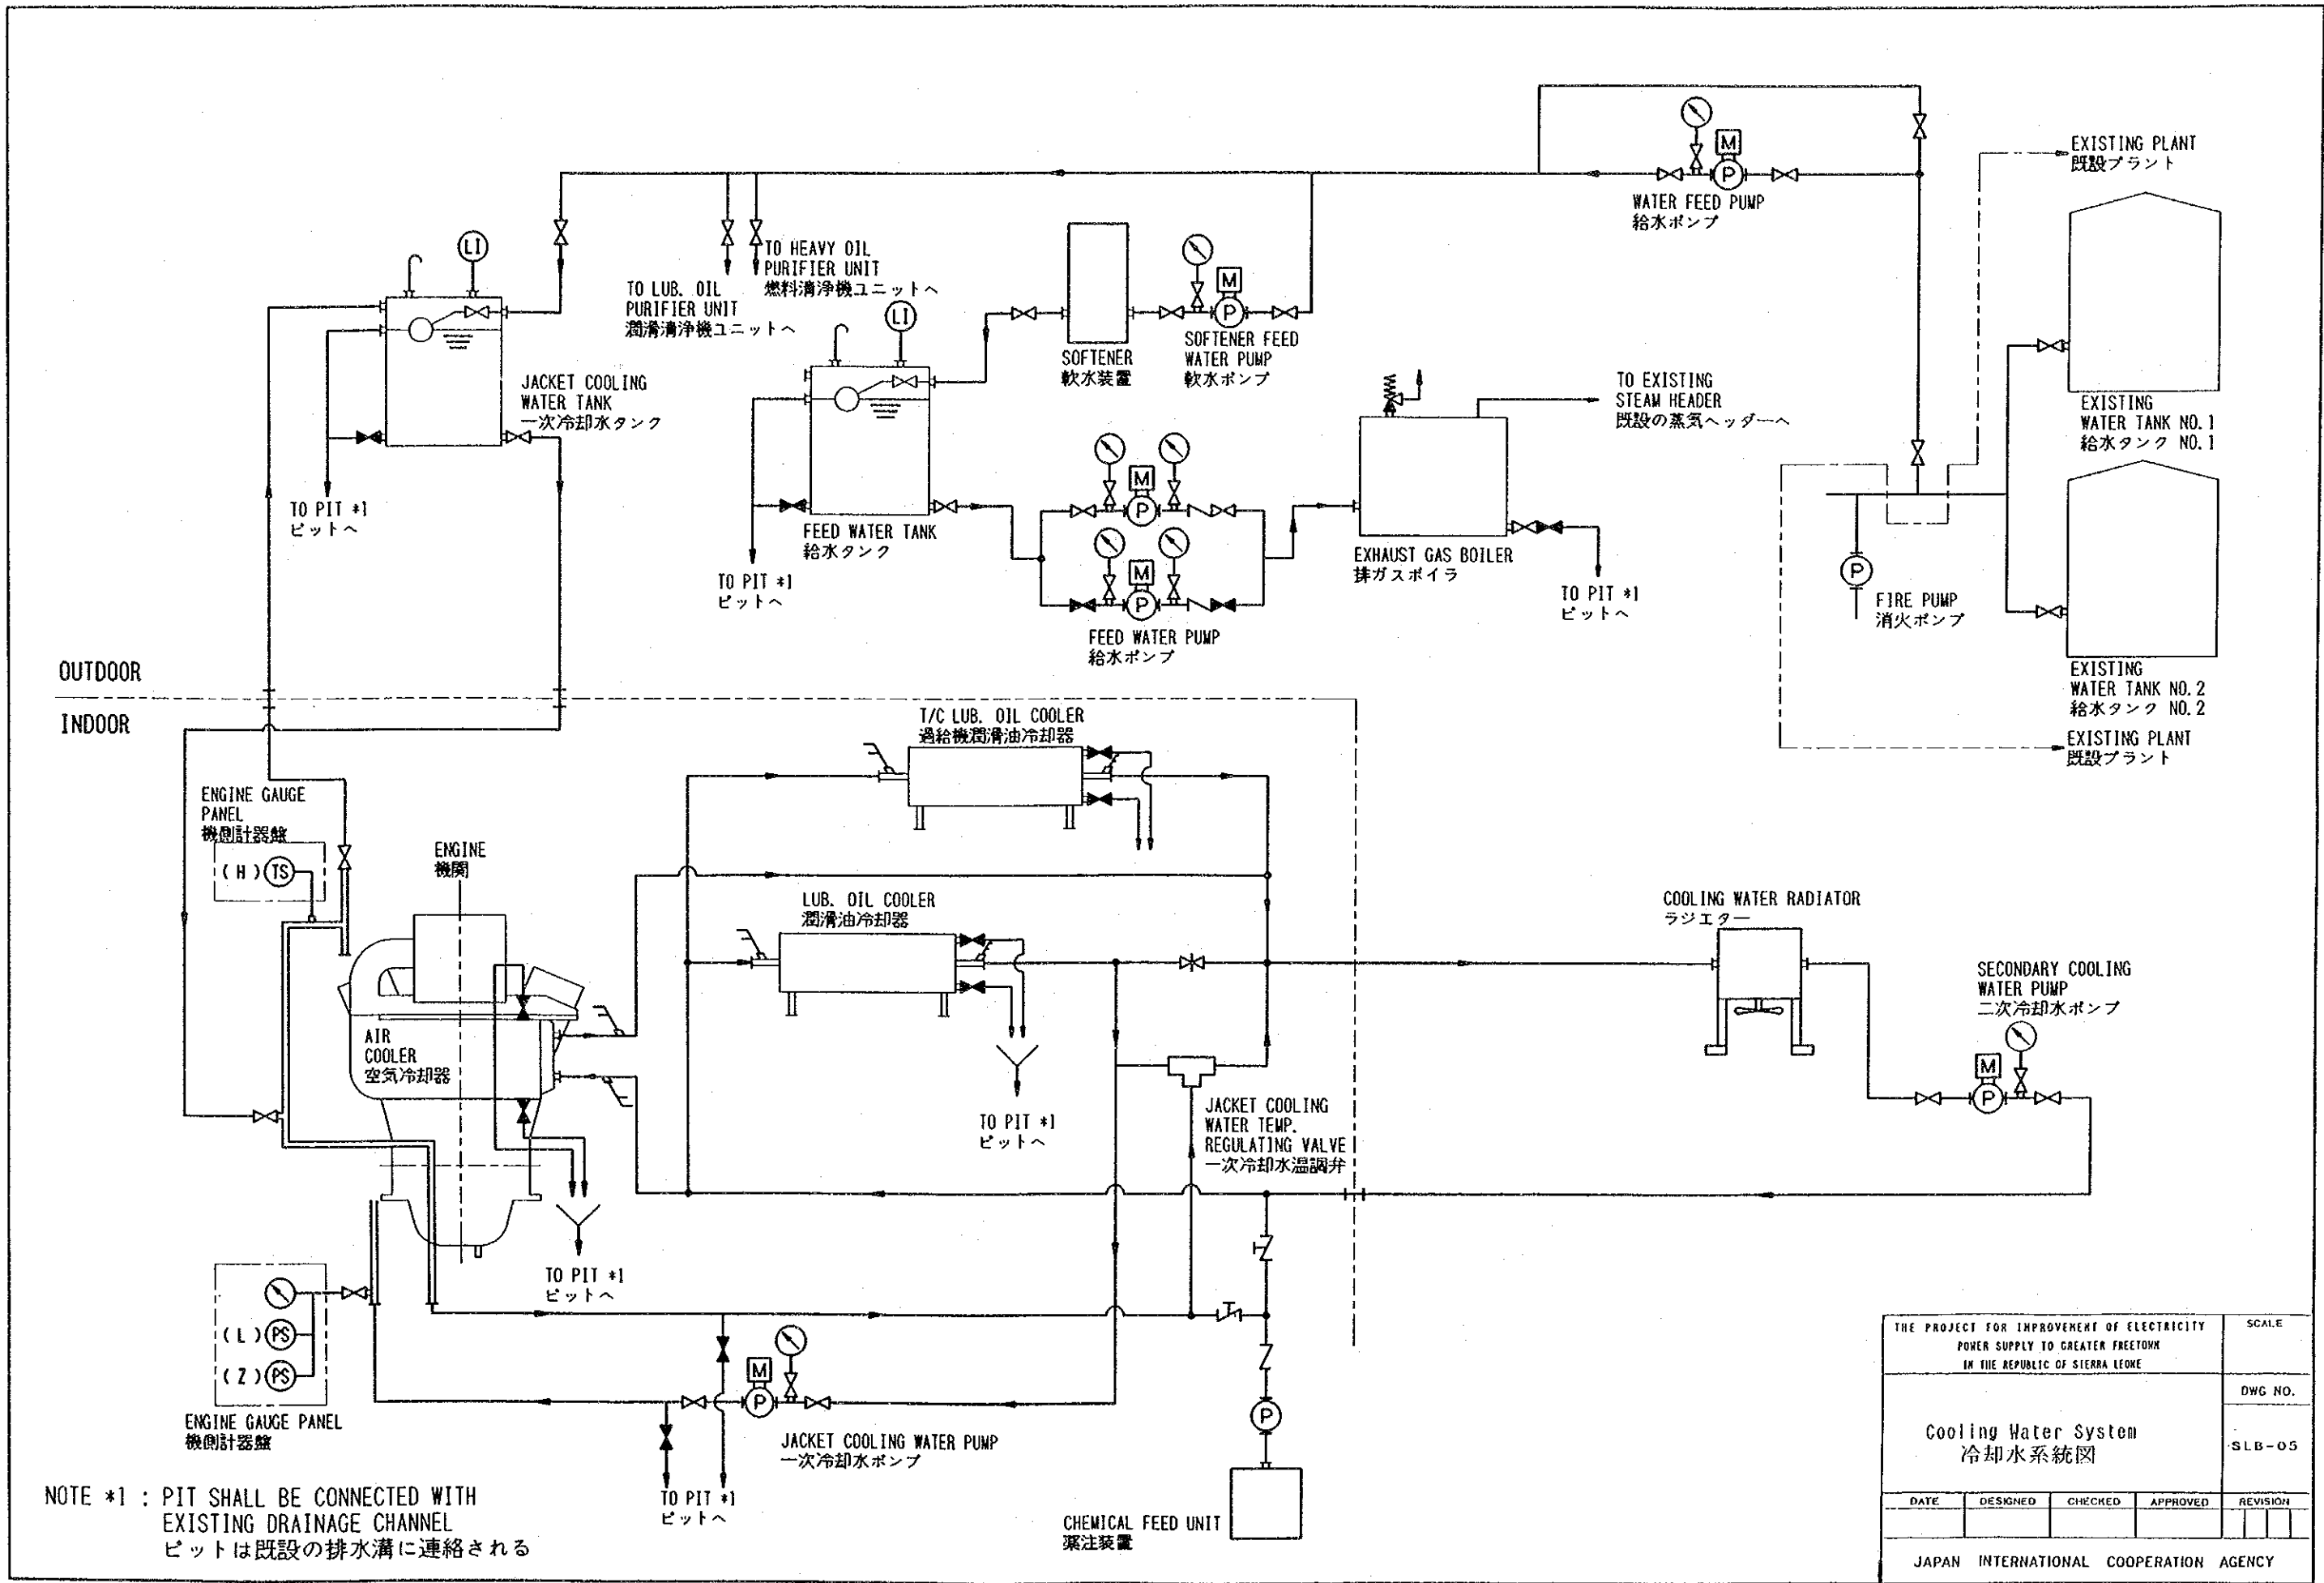 EXISTING PLANT
既設プラント
M
P
WATER FEED PUMP
給水ポンプ
LI
TO HEAVY OIL
PURIFIER UNIT
燃料清浄機ユニットへ
TO LUB. OIL
PURIFIER UNIT
潤滑清浄機ユニットへ
LI
M
P
SOFTENER
軟水装置
SOFTENER FEED
WATER PUMP
軟水ポンプ
JACKET COOLING
WATER TANK
一次冷却水タンク
TO EXISTING
STEAM HEADER
既設の蒸気ヘッダーへ
EXISTING
WATER TANK NO.1
給水タンク NO.1
TO PIT *1
ピットへ
FEED WATER TANK
給水タンク
M
P
M
P
EXHAUST GAS BOILER
排ガスボイラ
TO PIT *1
ピットへ
TO PIT *1
ピットへ
P
FIRE PUMP
消火ポンプ
FEED WATER PUMP
給水ポンプ
EXISTING
WATER TANK NO.2
給水タンク NO.2
OUTDOOR
INDOOR
EXISTING PLANT
既設プラント
T/C LUB. OIL COOLER
過給機潤滑油冷却器
ENGINE GAUGE
PANEL
機側計器盤
(H) TS
ENGINE
機関
LUB. OIL COOLER
潤滑油冷却器
COOLING WATER RADIATOR
ラジエター
SECONDARY COOLING
WATER PUMP
二次冷却水ポンプ
M
P
AIR
COOLER
空気冷却器
TO PIT *1
ピットへ
JACKET COOLING
WATER TEMP.
REGULATING VALVE
一次冷却水温調弁
TO PIT *1
ピットへ
(L) PS
(Z) PS
ENGINE GAUGE PANEL
機側計器盤
M
P
JACKET COOLING WATER PUMP
一次冷却水ポンプ
TO PIT *1
ピットへ
P
CHEMICAL FEED UNIT
薬注装置
NOTE *1 : PIT SHALL BE CONNECTED WITH
EXISTING DRAINAGE CHANNEL
ピットは既設の排水溝に連絡される
THE PROJECT FOR IMPROVEMENT OF ELECTRICITY
POWER SUPPLY TO GREATER FREETOWN
IN THE REPUBLIC OF SIERRA LEONE
SCALE
DWG NO.
Cooling Water System
冷却水系統図
SLB-05
DATE DESIGNED CHECKED APPROVED REVISION
JAPAN INTERNATIONAL COOPERATION AGENCY